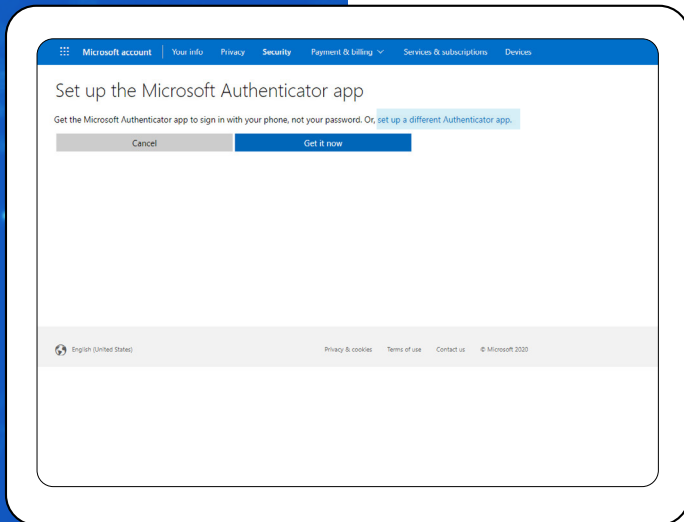 Microsoft account Your info Privacy Security Payment & billing Services & subscriptions Devices
Set up the Microsoft Authenticator app
Get the Microsoft Authenticator app to sign in with your phone, not your password. Or, set up a different Authenticator app.
Cancel Get it now
English (United States) Privacy & cookies Terms of use Contact us © Microsoft 2020